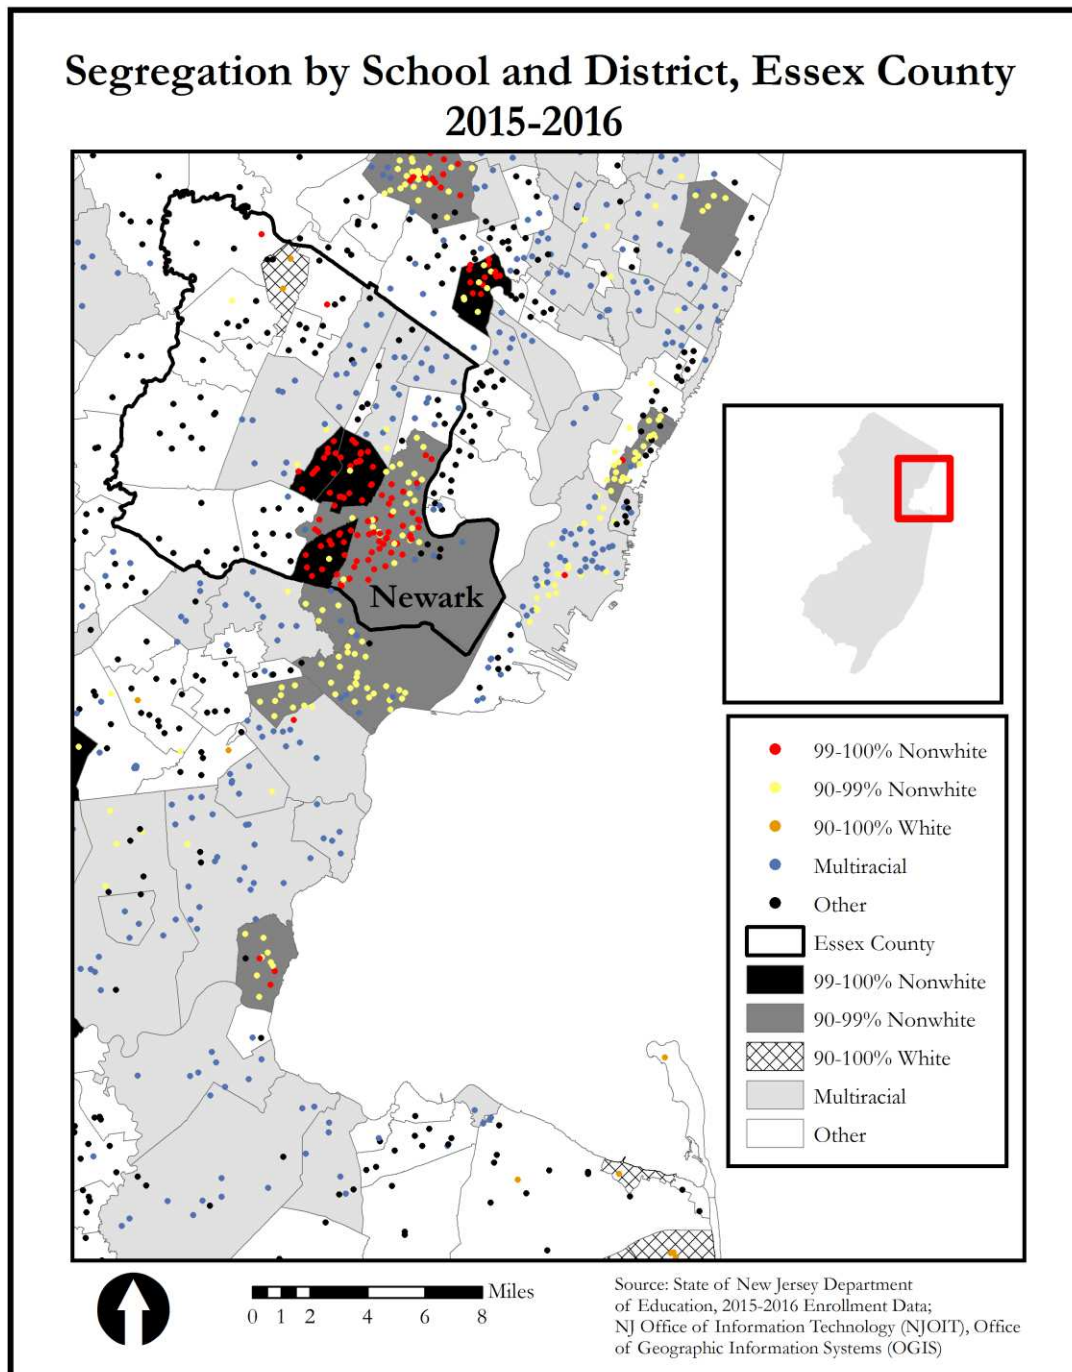 Segregation by School and District, Essex County
2015-2016
Newark
99-100% Nonwhite
90-99% Nonwhite
90-100% White
Multiracial
Other
Essex County
99-100% Nonwhite
90-99% Nonwhite
90-100% White
Multiracial
Other
Miles
0 1 2 4 6 8
Source: State of New Jersey Department
of Education, 2015-2016 Enrollment Data;
NJ Office of Information Technology (NJOIT), Office
of Geographic Information Systems (OGIS)